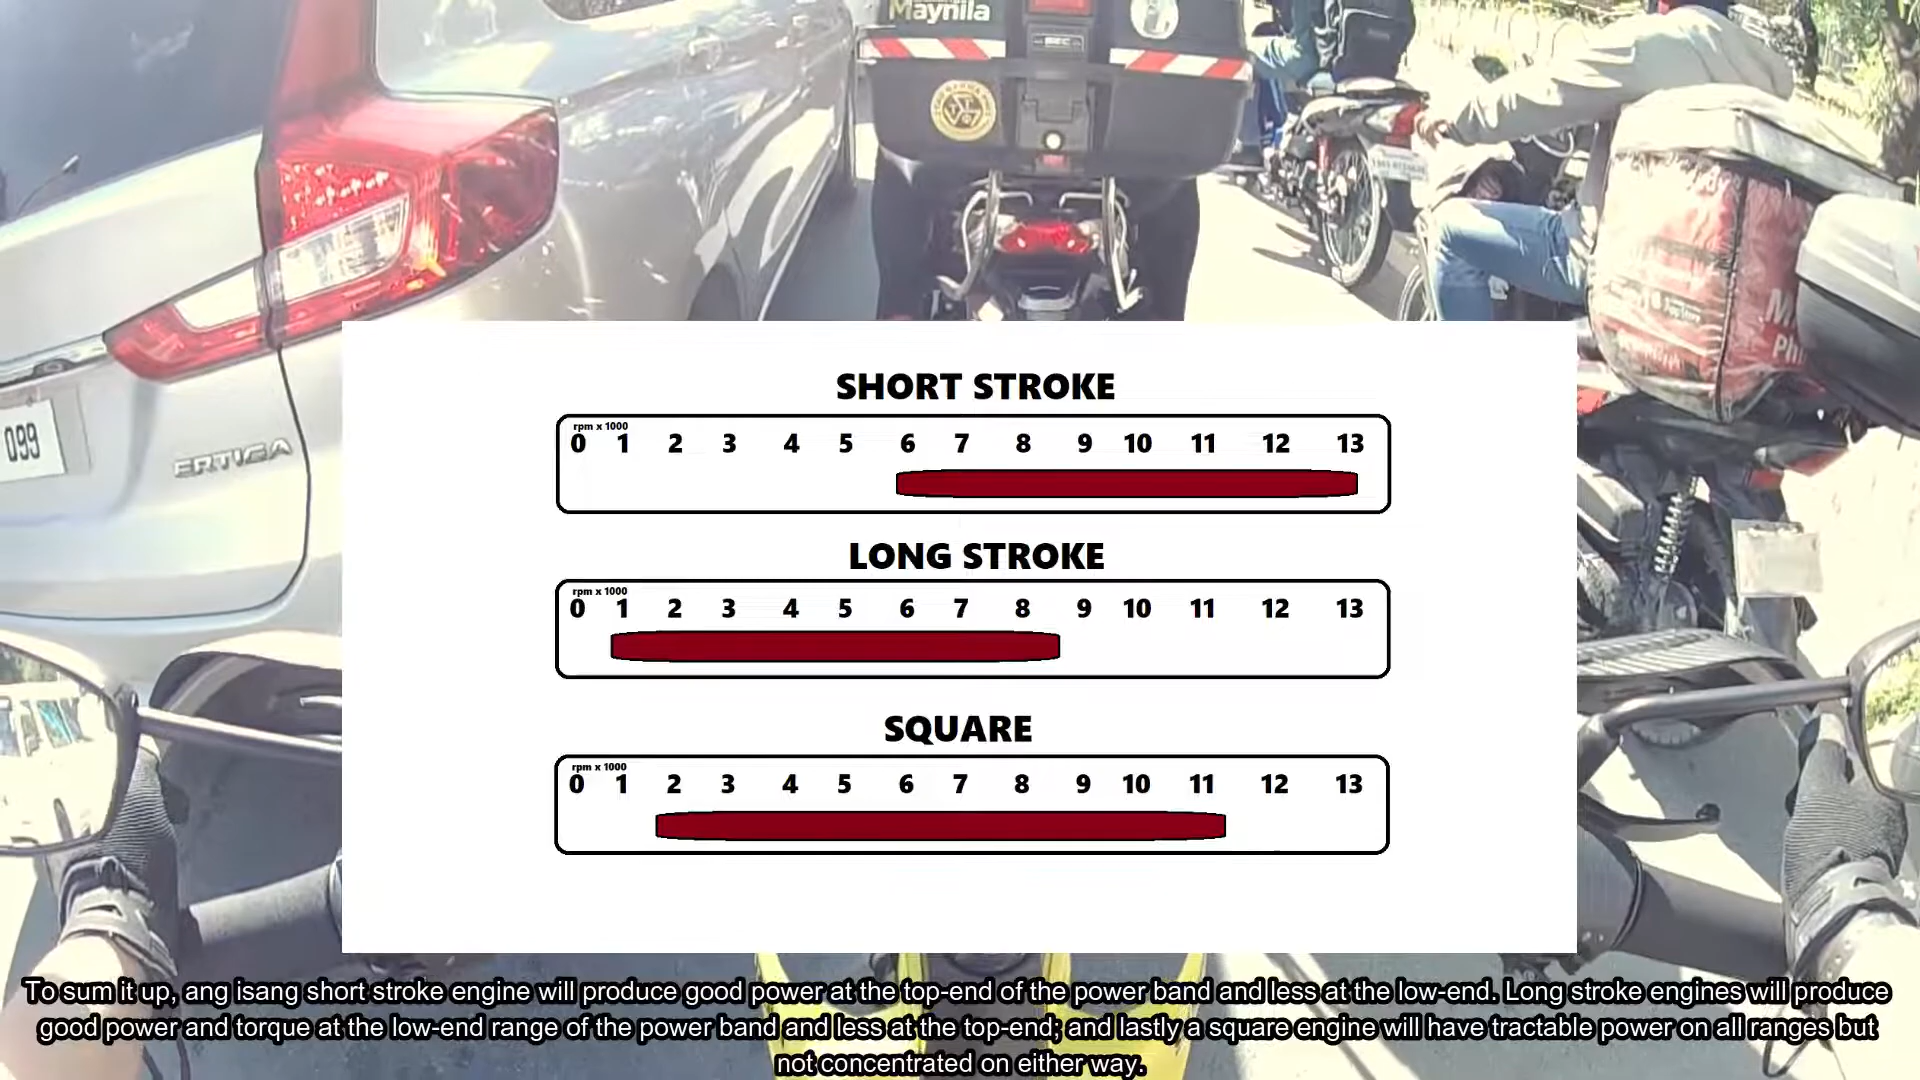 Maynila
SEC
099
ERTIGA
SHORT STROKE
rpm x 1000
0 1 2 3 4 5 6 7 8 9 10 11 12 13
LONG STROKE
rpm x 1000
0 1 2 3 4 5 6 7 8 9 10 11 12 13
SQUARE
rpm x 1000
0 1 2 3 4 5 6 7 8 9 10 11 12 13
To sum it up, ang isang short stroke engine will produce good power at the top-end of the power band and less at the low-end. Long stroke engines will produce
good power and torque at the low-end range of the power band and less at the top-end; and lastly a square engine will have tractable power on all ranges but
not concentrated on either way.